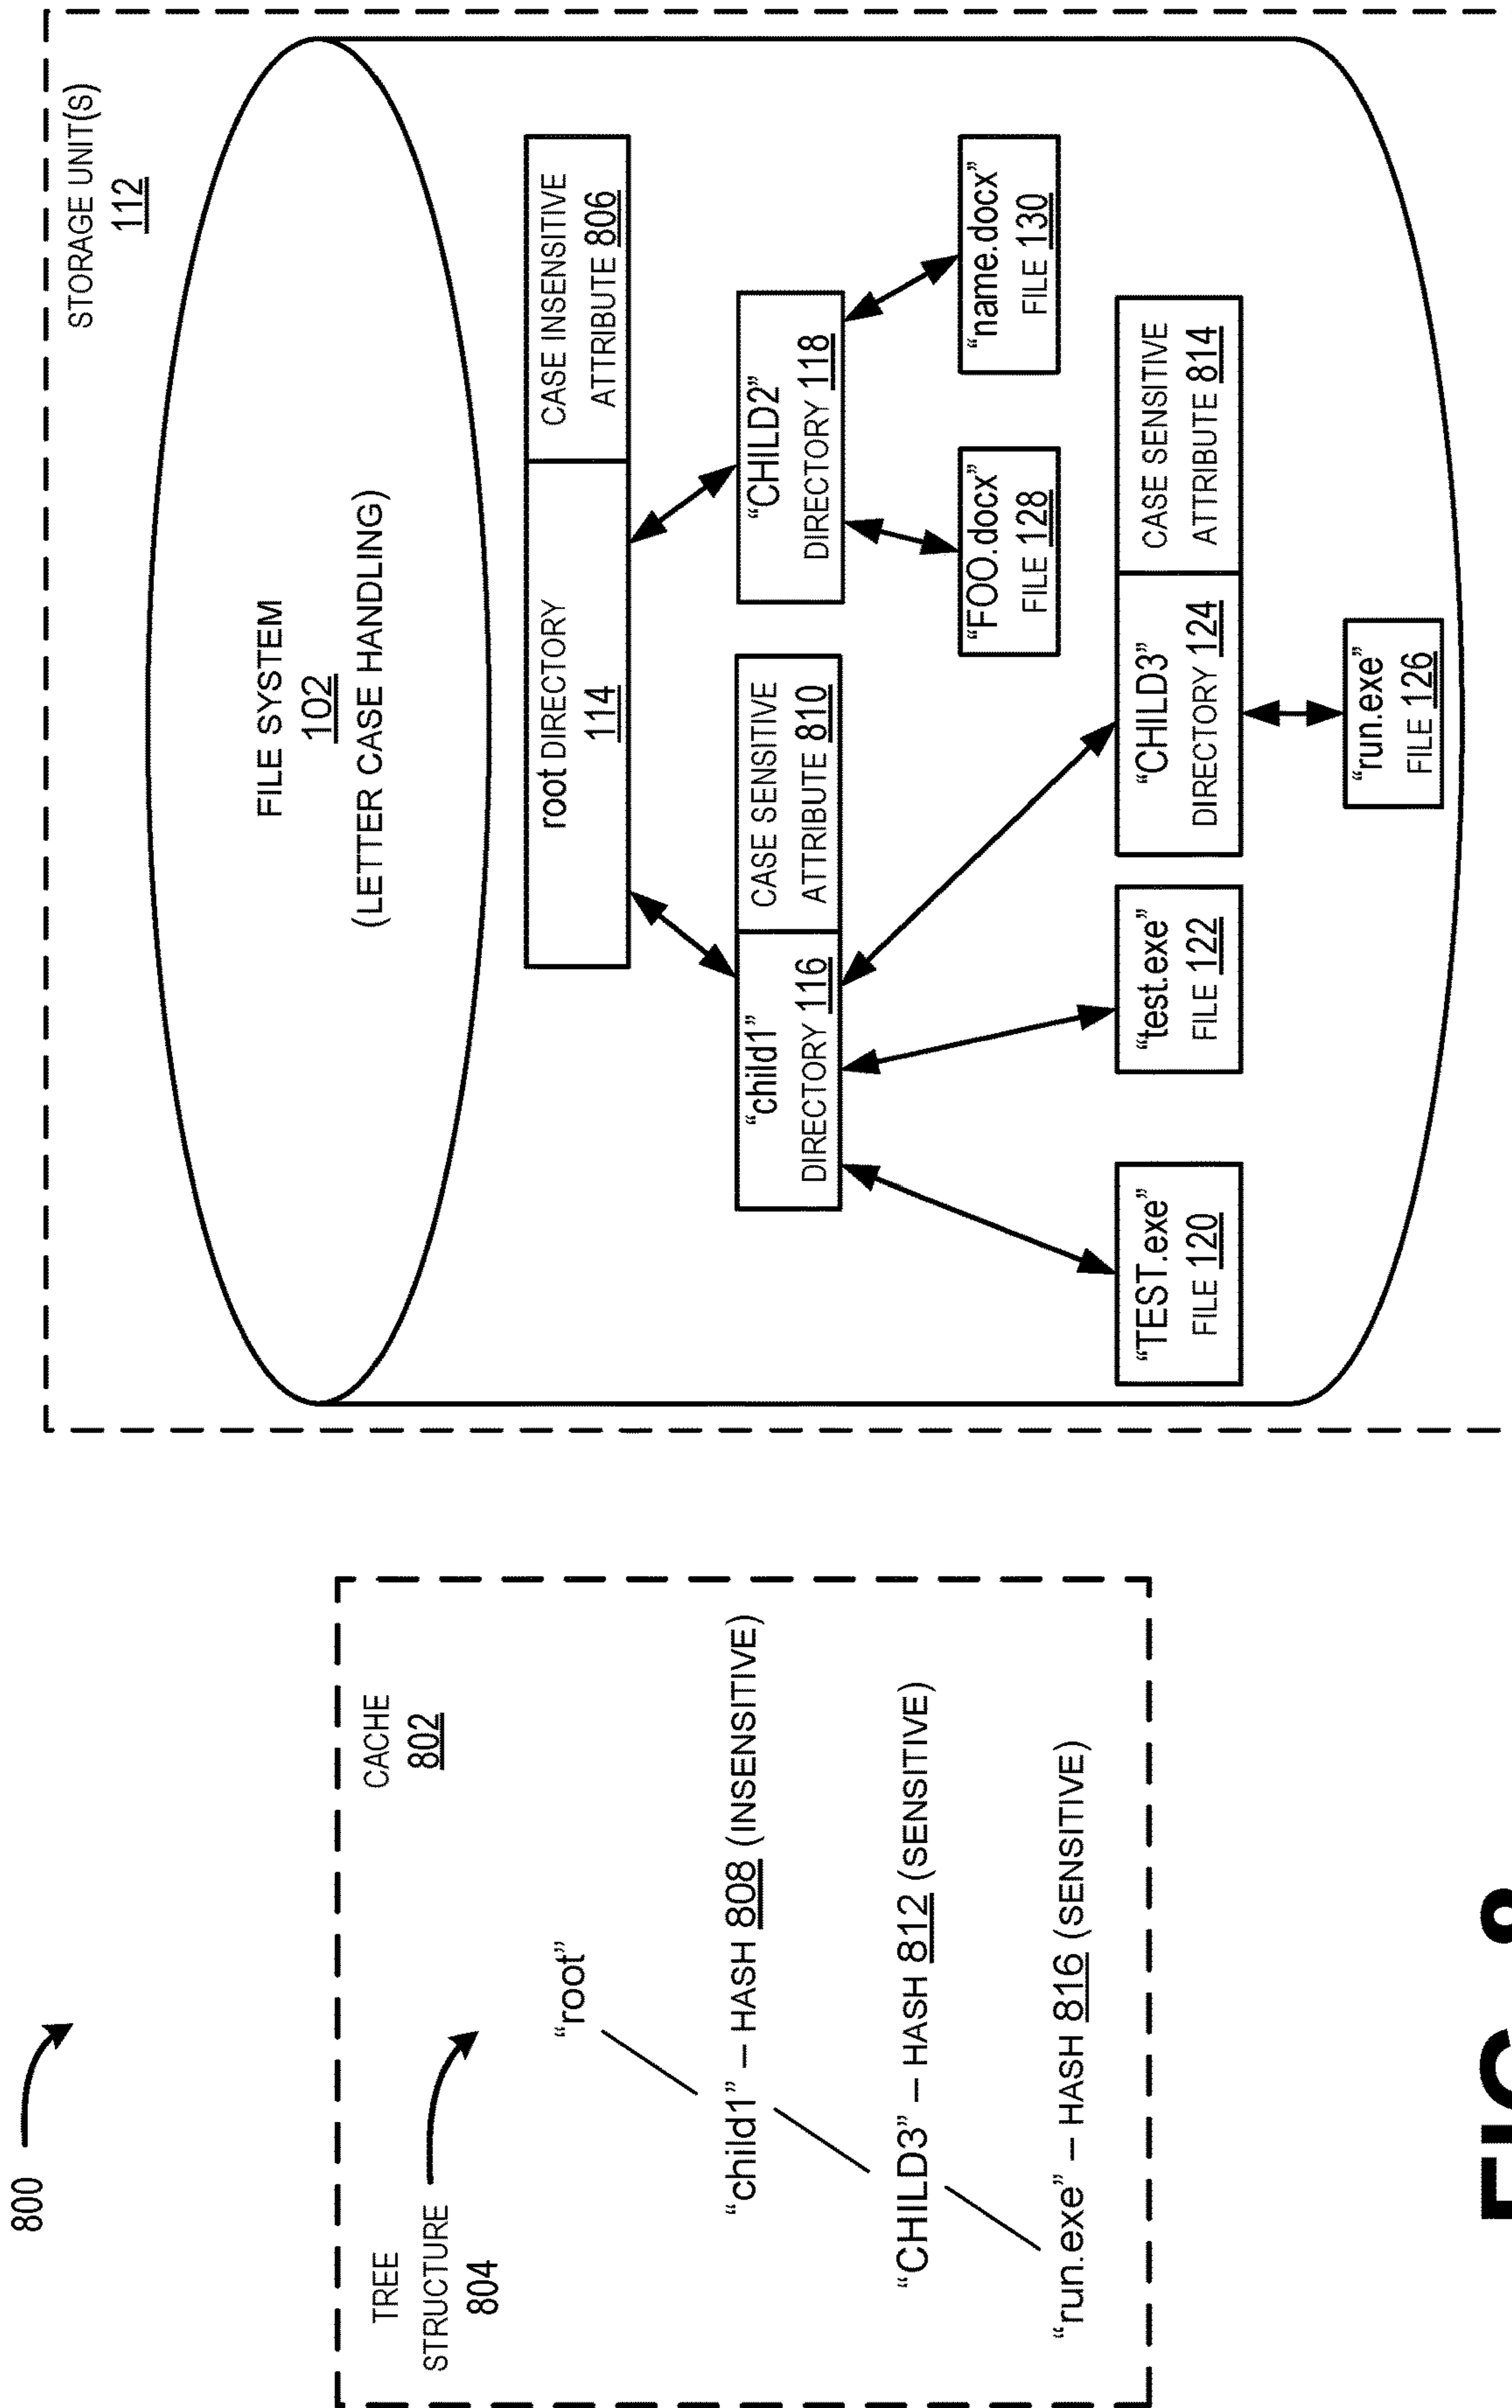 800
TREE
STRUCTURE
804
CACHE
802
“root”
“child1” – HASH 808 (INSENSITIVE)
“CHILD3” – HASH 812 (SENSITIVE)
“run.exe” – HASH 816 (SENSITIVE)
STORAGE UNIT(S)
112
FILE SYSTEM
102
(LETTER CASE HANDLING)
root DIRECTORY
114
CASE INSENSITIVE
ATTRIBUTE 806
“child1”
DIRECTORY 116
CASE SENSITIVE
ATTRIBUTE 810
“CHILD2”
DIRECTORY 118
“FOO.docx”
FILE 128
“name.docx”
FILE 130
“TEST.exe”
FILE 120
“test.exe”
FILE 122
“CHILD3”
DIRECTORY 124
CASE SENSITIVE
ATTRIBUTE 814
“run.exe”
FILE 126
FIG. 8